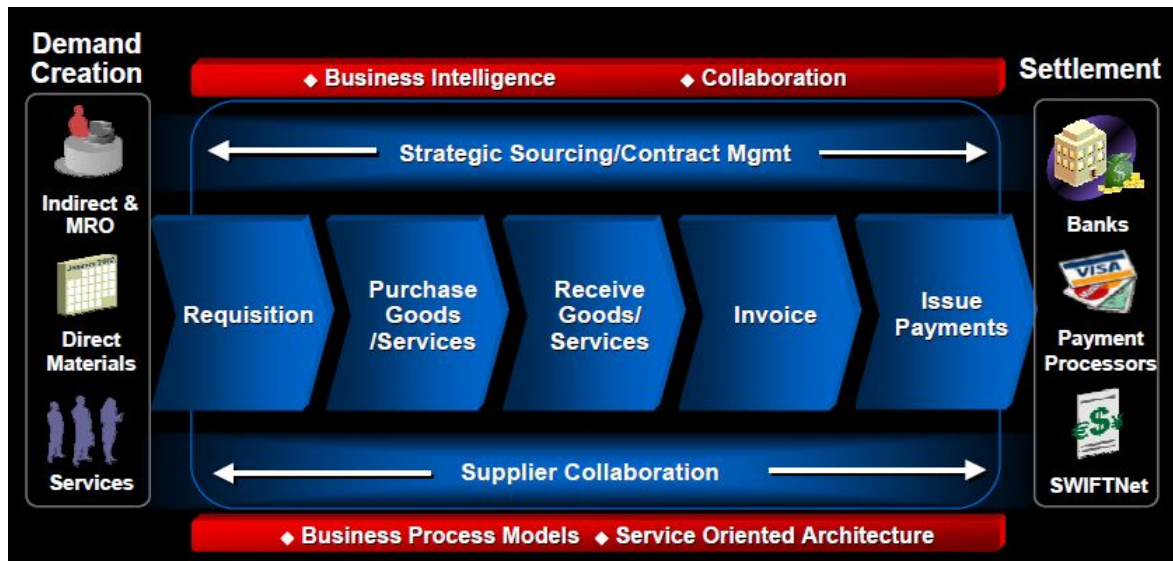 Demand
Creation
◆ Business Intelligence ◆ Collaboration
Settlement
Strategic Sourcing/Contract Mgmt
Indirect &
MRO
Direct
Materials
Services
Requisition
Purchase
Goods
/Services
Receive
Goods/
Services
Invoice
Issue
Payments
Banks
VISA
Payment
Processors
SWIFTNet
Supplier Collaboration
◆ Business Process Models ◆ Service Oriented Architecture